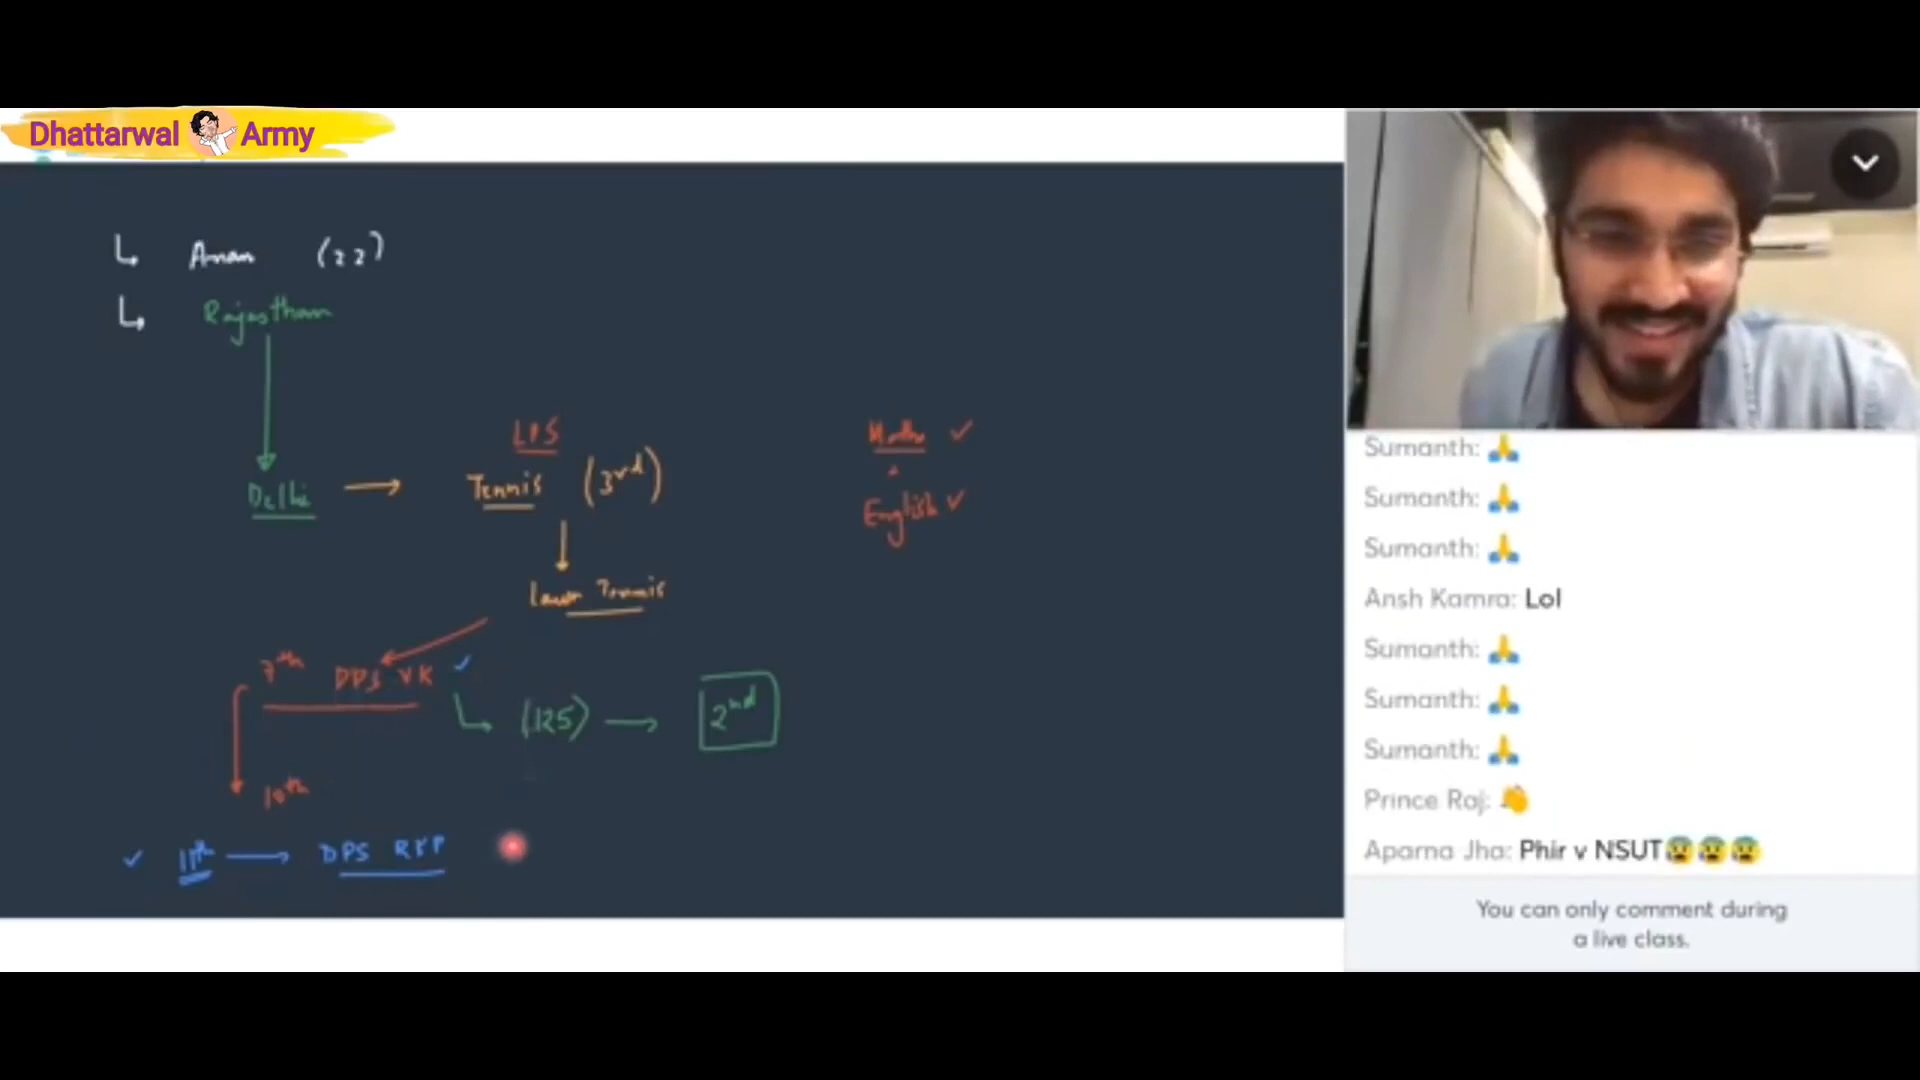 Dhattarwal Army
↳ Aman (22)
↳ Rajasthan
LPS
Maths ✓
Delhi → Tennis (3rd)
English ✓
Lawn Tennis
7th DPS VK ✓
↳ (125) → 2nd
10th
✓ 11th → DPS RKP
Sumanth: 🙏
Sumanth: 🙏
Sumanth: 🙏
Ansh Kamra: Lol
Sumanth: 🙏
Sumanth: 🙏
Sumanth: 🙏
Prince Raj: 👏
Aparna Jha: Phir v NSUT😰😰😰
You can only comment during
a live class.